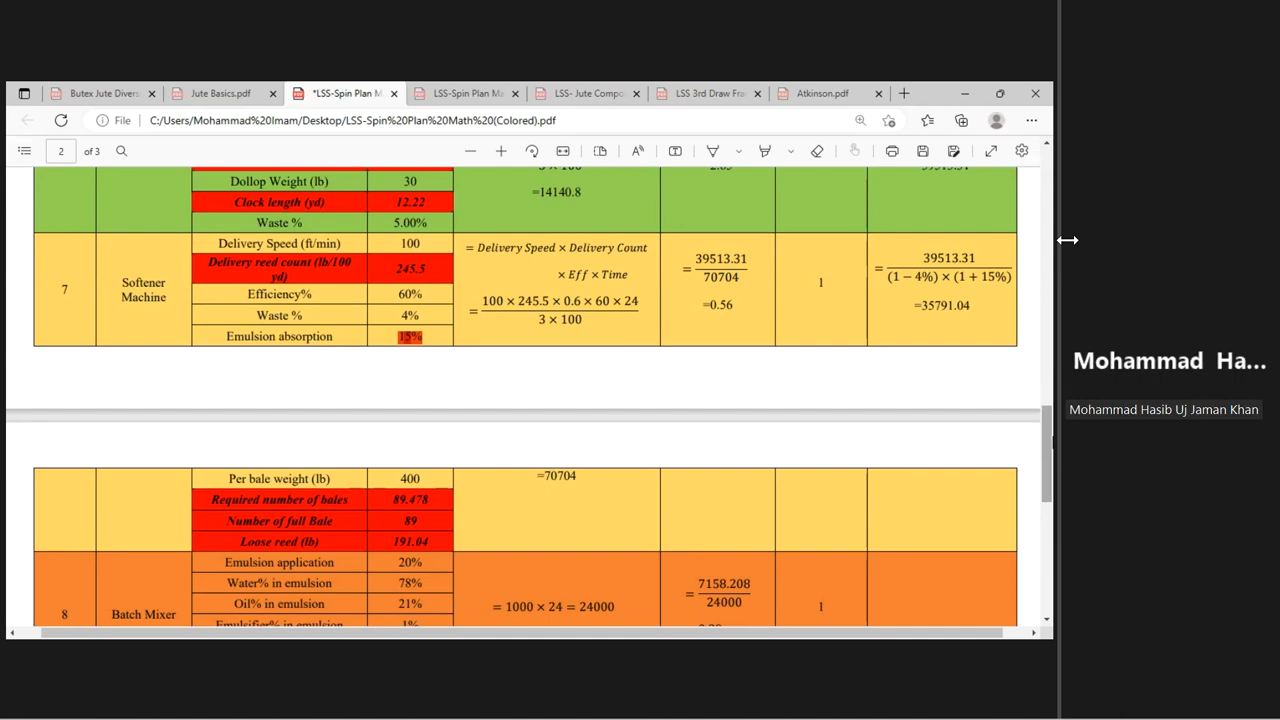 Butex Jute Divers
Jute Basics.pdf
*LSS-Spin Plan M
LSS-Spin Plan Ma
LSS- Jute Compo
LSS 3rd Draw Fra
Atkinson.pdf
File C:/Users/Mohammad%20Imam/Desktop/LSS-Spin%20Plan%20Math%20(Colored).pdf
2 of 3
Dollop Weight (lb) 30
=14140.8
Clock length (yd) 12.22
Waste % 5.00%
7
Softener
Machine
Delivery Speed (ft/min) 100
Delivery reed count (lb/100
yd) 245.5
Efficiency% 60%
Waste % 4%
Emulsion absorption 15%
= Delivery Speed × Delivery Count
× Eff × Time
= 100 × 245.5 × 0.6 × 60 × 24
3 × 100
= 39513.31
70704
=0.56
1
= 39513.31
(1 − 4%) × (1 + 15%)
=35791.04
Per bale weight (lb) 400
=70704
Required number of bales 89.478
Number of full Bale 89
Loose reed (lb) 191.04
8
Batch Mixer
Emulsion application 20%
Water% in emulsion 78%
Oil% in emulsion 21%
Emulsifier% in emulsion 1%
= 1000 × 24 = 24000
= 7158.208
24000
1
Mohammad Ha...
Mohammad Hasib Uj Jaman Khan